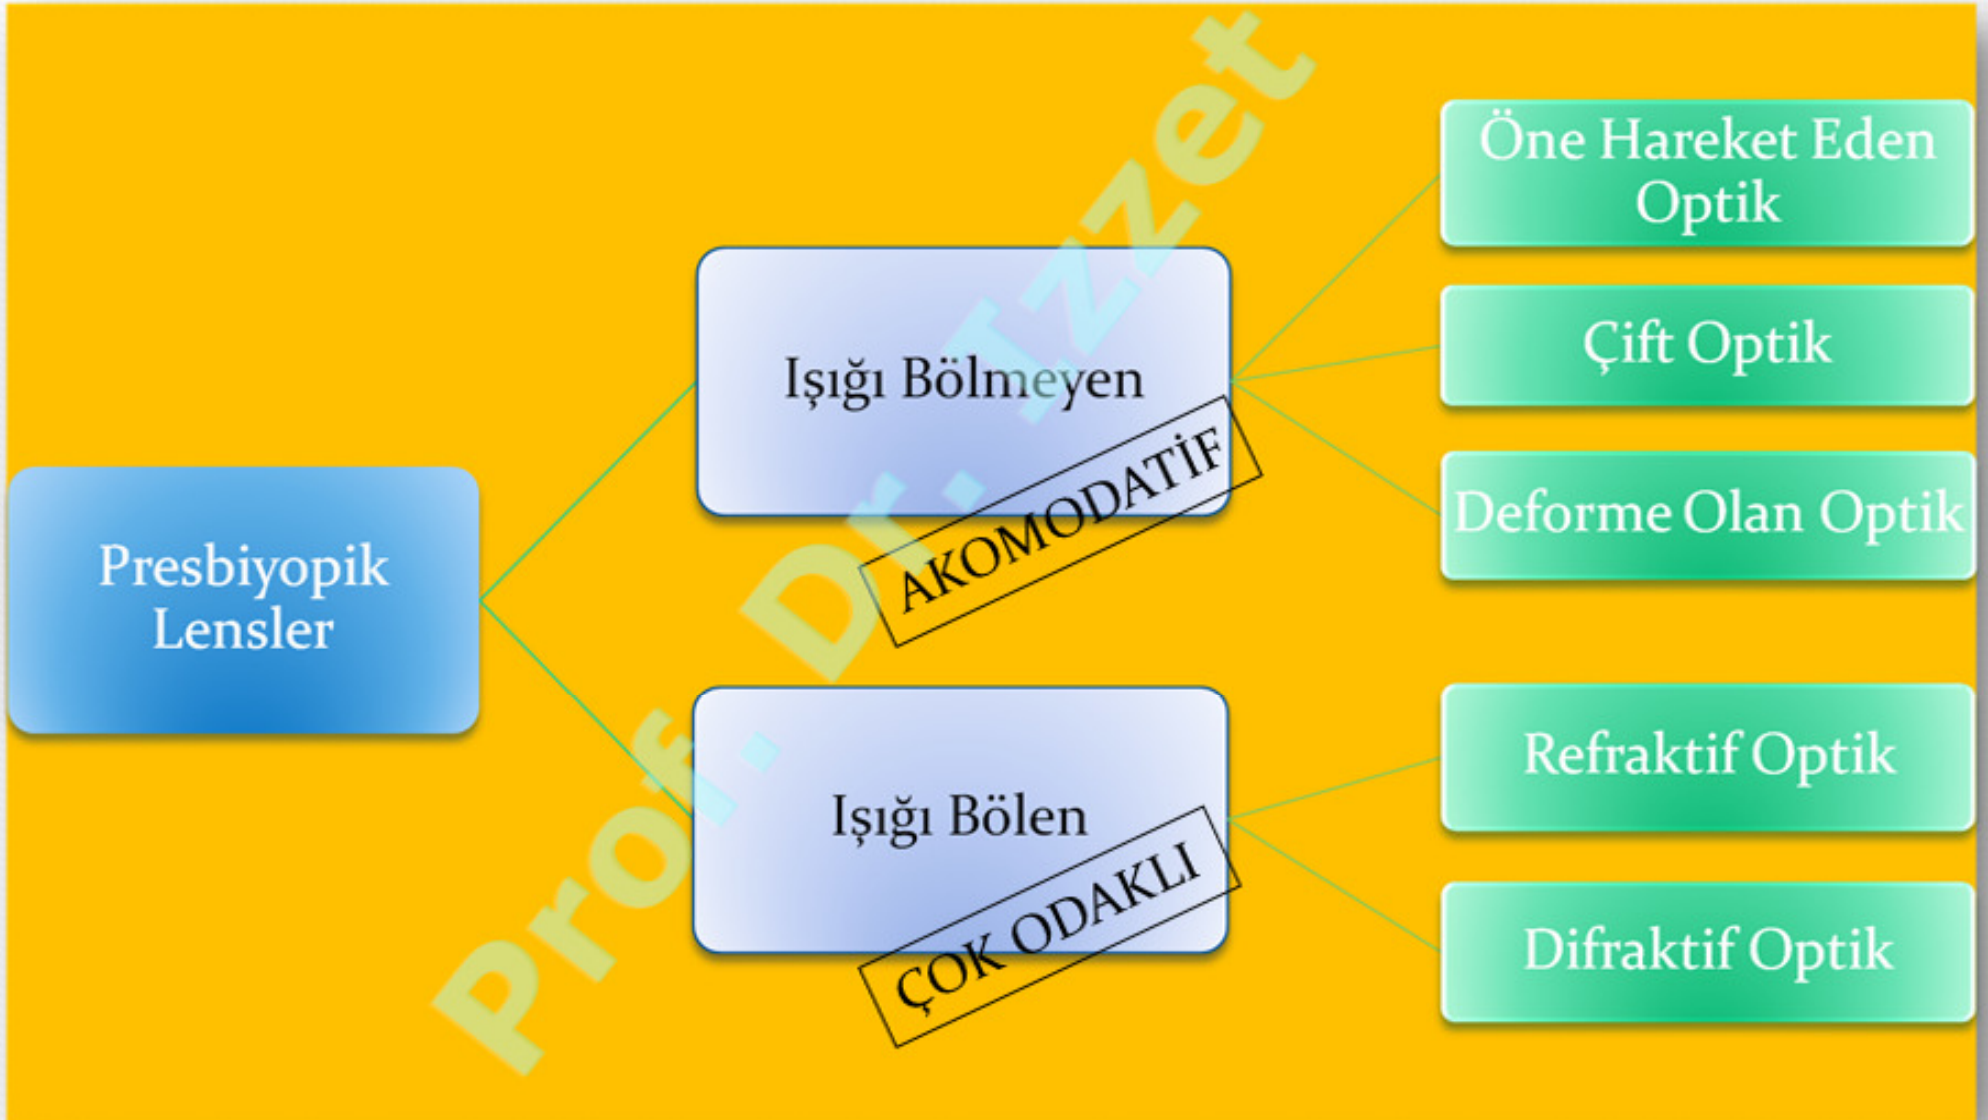 Presbiyopik
Lensler
Işığı Bölmeyen
AKOMODATİF
Öne Hareket Eden
Optik
Çift Optik
Deforme Olan Optik
Işığı Bölen
ÇOK ODAKLI
Refraktif Optik
Difraktif Optik
Prof. Dr. Izzet